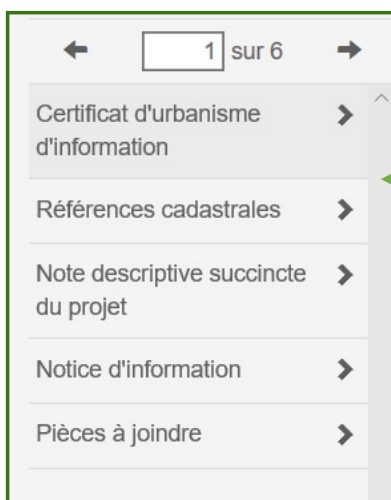 1 sur 6
Certificat d'urbanisme
d'information
Références cadastrales
Note descriptive succincte
du projet
Notice d'information
Pièces à joindre